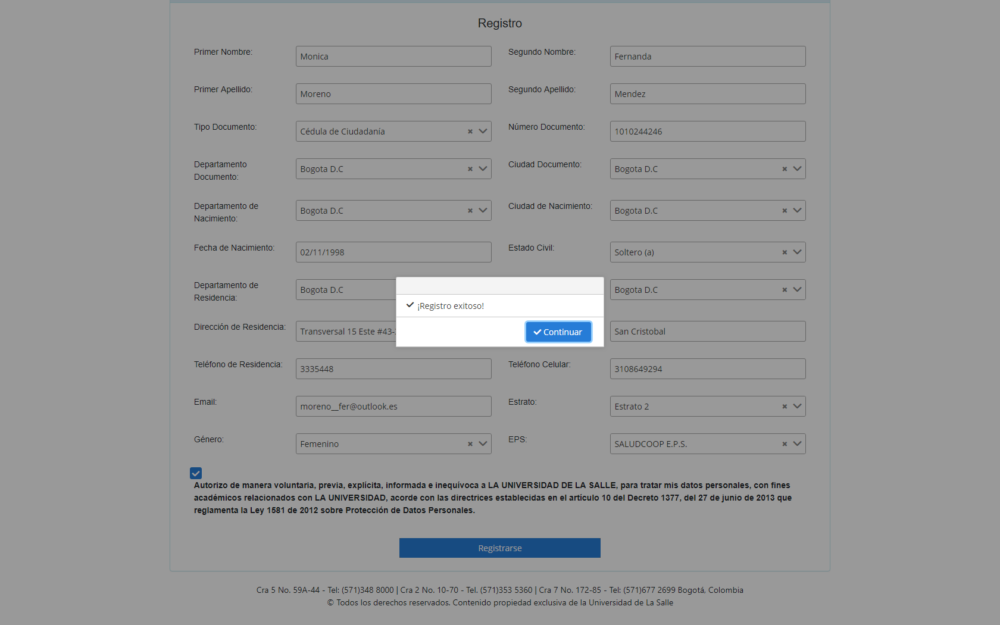 Registro
Primer Nombre: Monica Segundo Nombre: Fernanda
Primer Apellido: Moreno Segundo Apellido: Mendez
Tipo Documento: Cédula de Ciudadanía Número Documento: 1010244246
Departamento Documento: Bogota D.C Ciudad Documento: Bogota D.C
Departamento de Nacimiento: Bogota D.C Ciudad de Nacimiento: Bogota D.C
Fecha de Nacimiento: 02/11/1998 Estado Civil: Soltero (a)
Departamento de Residencia: Bogota D.C Bogota D.C
¡Registro exitoso!
Continuar
Dirección de Residencia: Transversal 15 Este #43- San Cristobal
Teléfono de Residencia: 3335448 Teléfono Celular: 3108649294
Email: moreno__fer@outlook.es Estrato: Estrato 2
Género: Femenino EPS: SALUDCOOP E.P.S.
Autorizo de manera voluntaria, previa, explícita, informada e inequívoca a LA UNIVERSIDAD DE LA SALLE, para tratar mis datos personales, con fines
académicos relacionados con LA UNIVERSIDAD, acorde con las directrices establecidas en el artículo 10 del Decreto 1377, del 27 de junio de 2013 que
reglamenta la Ley 1581 de 2012 sobre Protección de Datos Personales.
Registrarse
Cra 5 No. 59A-44 - Tel: (571)348 8000 | Cra 2 No. 10-70 - Tel. (571)353 5360 | Cra 7 No. 172-85 - Tel: (571)677 2699 Bogotá, Colombia
© Todos los derechos reservados. Contenido propiedad exclusiva de la Universidad de La Salle